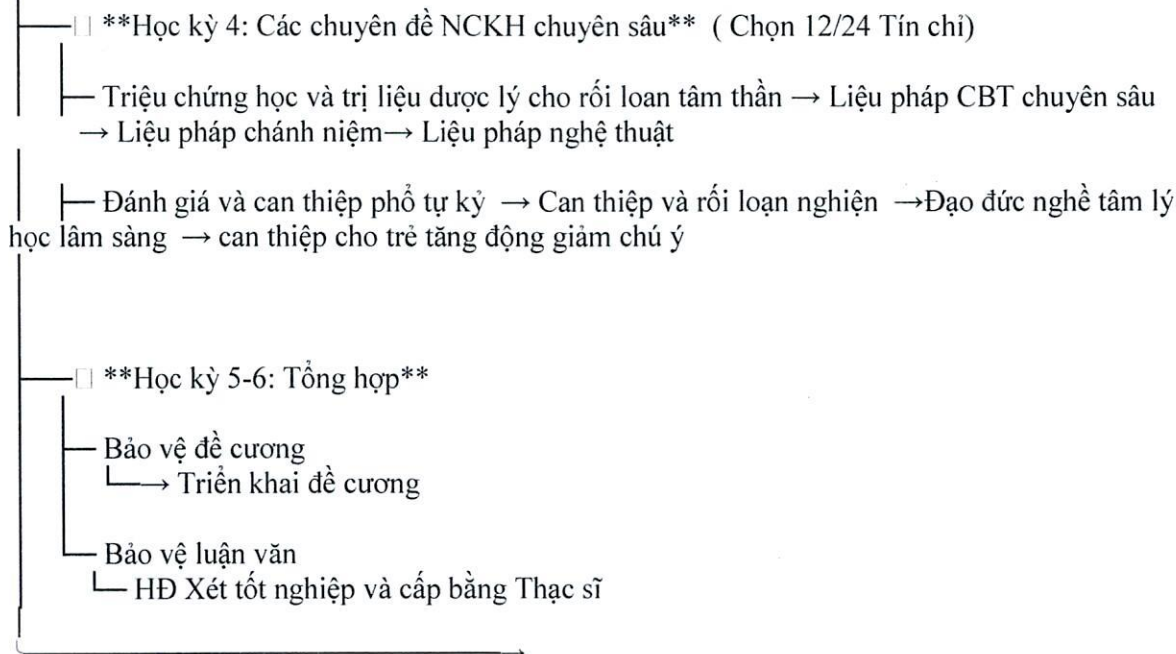 **Học kỳ 4: Các chuyên đề NCKH chuyên sâu** ( Chọn 12/24 Tín chỉ)
Triệu chứng học và trị liệu dược lý cho rối loan tâm thần → Liệu pháp CBT chuyên sâu
→ Liệu pháp chánh niệm→ Liệu pháp nghệ thuật
Đánh giá và can thiệp phổ tự kỷ → Can thiệp và rối loạn nghiện →Đạo đức nghề tâm lý
học lâm sàng → can thiệp cho trẻ tăng động giảm chú ý
**Học kỳ 5-6: Tổng hợp**
Bảo vệ đề cương
→ Triển khai đề cương
Bảo vệ luận văn
HĐ Xét tốt nghiệp và cấp bằng Thạc sĩ